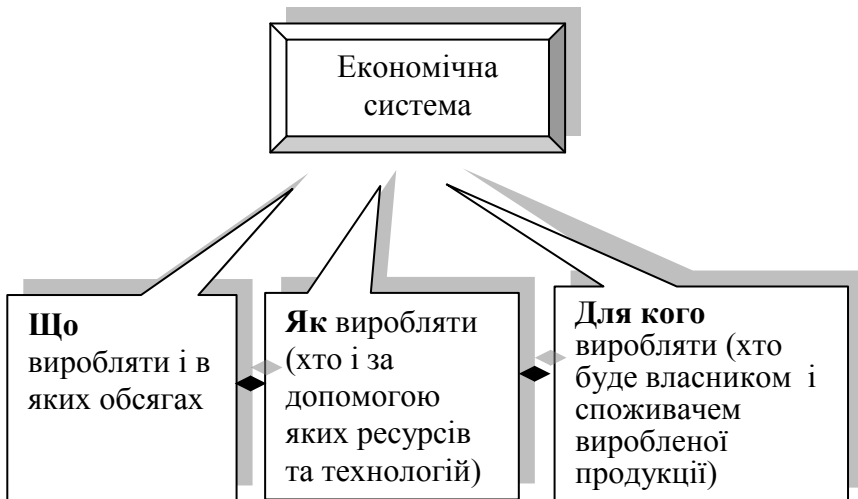 Економічна
система
Що
виробляти і в
яких обсягах
Як виробляти
(хто і за
допомогою
яких ресурсів
та технологій)
Для кого
виробляти (хто
буде власником і
споживачем
виробленої
продукції)